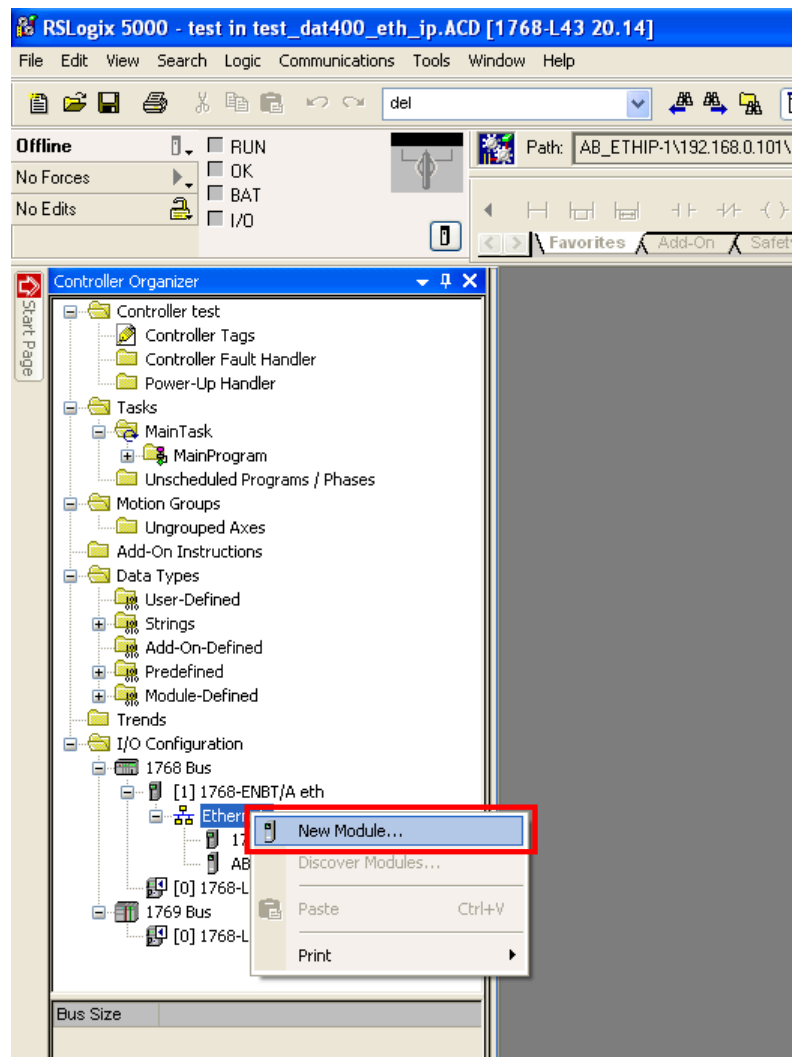 RSLogix 5000 - test in test_dat400_eth_ip.ACD [1768-L43 20.14]
File Edit View Search Logic Communications Tools Window Help
del
Offline
RUN
Path: AB_ETHIP-1\192.168.0.101\
No Forces
OK
BAT
No Edits
I/O
Favorites Add-On Safet
Start Page
Controller Organizer
Controller test
Controller Tags
Controller Fault Handler
Power-Up Handler
Tasks
MainTask
MainProgram
Unscheduled Programs / Phases
Motion Groups
Ungrouped Axes
Add-On Instructions
Data Types
User-Defined
Strings
Add-On-Defined
Predefined
Module-Defined
Trends
I/O Configuration
1768 Bus
[1] 1768-ENBT/A eth
Ethern
New Module...
17
AB
Discover Modules...
[0] 1768-L
Paste Ctrl+V
1769 Bus
[0] 1768-L
Print
Bus Size